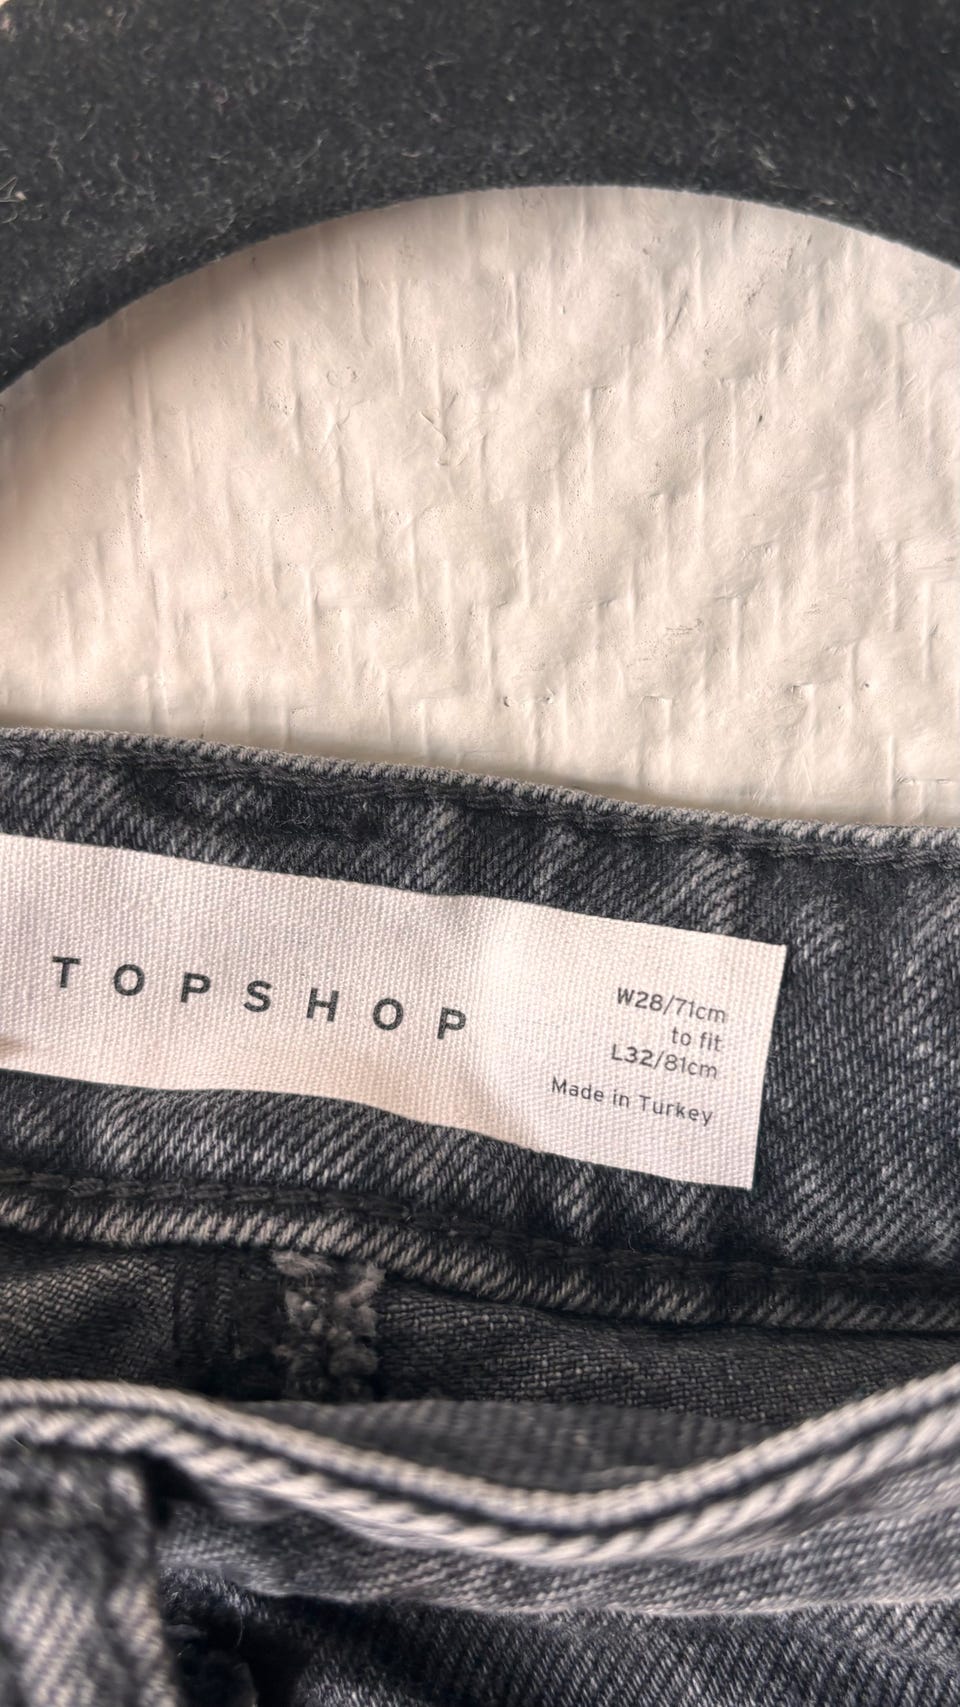 TOPSHOP
W28/71cm
to fit
L32/81cm
Made in Turkey